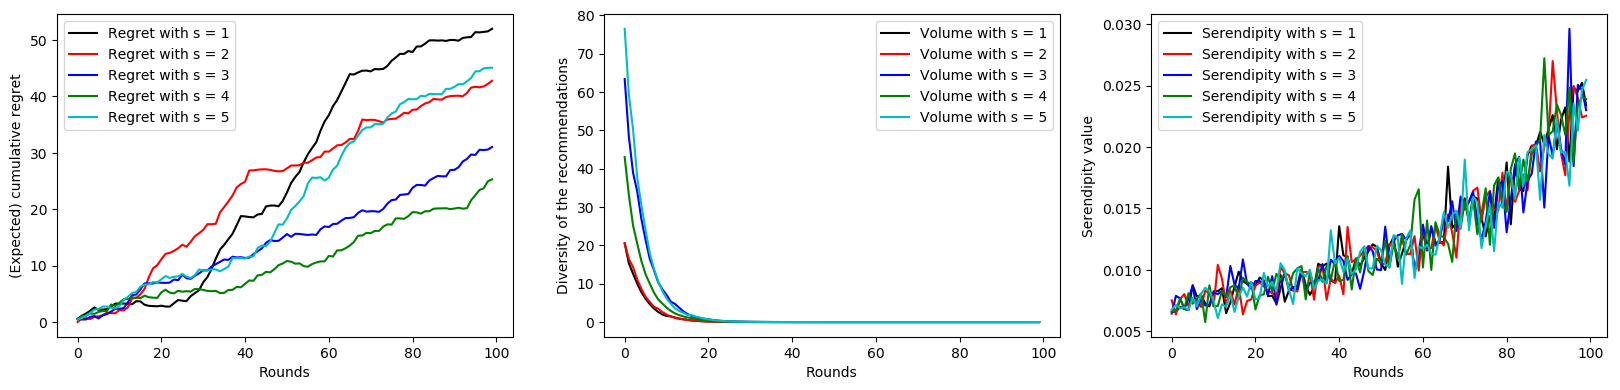 (Expected) cumulative regret
50
40
30
20
10
0
Regret with s = 1
Regret with s = 2
Regret with s = 3
Regret with s = 4
Regret with s = 5
0 20 40 60 80 100
Rounds
Diversity of the recommendations
80
70
60
50
40
30
20
10
0
Volume with s = 1
Volume with s = 2
Volume with s = 3
Volume with s = 4
Volume with s = 5
0 20 40 60 80 100
Rounds
Serendipity value
0.030
0.025
0.020
0.015
0.010
0.005
Serendipity with s = 1
Serendipity with s = 2
Serendipity with s = 3
Serendipity with s = 4
Serendipity with s = 5
0 20 40 60 80 100
Rounds